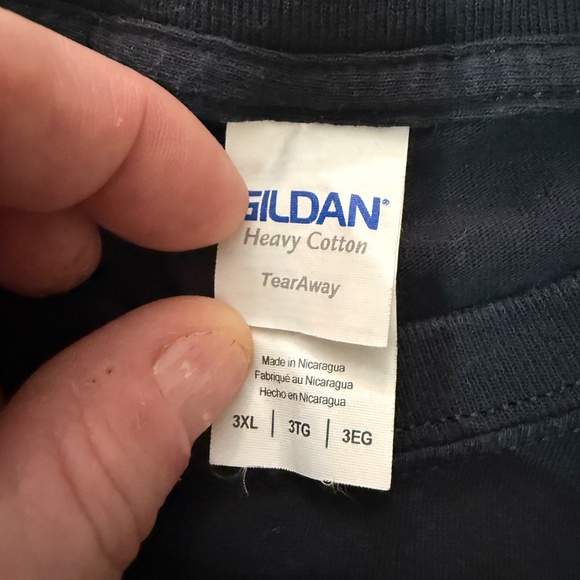 GILDAN®
Heavy Cotton
TearAway
Made in Nicaragua
Fabriqué au Nicaragua
Hecho en Nicaragua
3XL | 3TG | 3EG